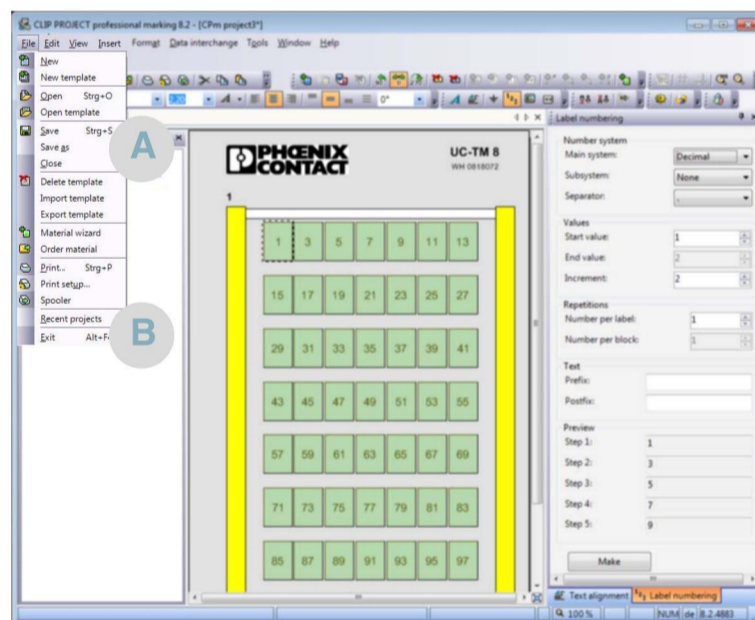 CLIP PROJECT professional marking 8.2 - [CPm project3*]
File Edit View Insert Format Data interchange Tools Window Help
New
New template
Open Strg+O
Open template
Save Strg+S
Save as
Close
Delete template
Import template
Export template
Material wizard
Order material
Print... Strg+P
Print setup...
Spooler
Recent projects
Exit Alt+F
A
B
0°
PHŒNIX
CONTACT
UC-TM 8
WH 0818072
1
1 3 5 7 9 11 13
15 17 19 21 23 25 27
29 31 33 35 37 39 41
43 45 47 49 51 53 55
57 59 61 63 65 67 69
71 73 75 77 79 81 83
85 87 89 91 93 95 97
Label numbering
Number system
Main system: Decimal
Subsystem: None
Separator: .
Values
Start value: 1
End value: 2
Increment: 2
Repetitions
Number per label: 1
Number per block: 1
Text
Prefix:
Postfix:
Preview
Step 1: 1
Step 2: 3
Step 3: 5
Step 4: 7
Step 5: 9
Make
Text alignment Label numbering
100 % NUM de 8.2.4883